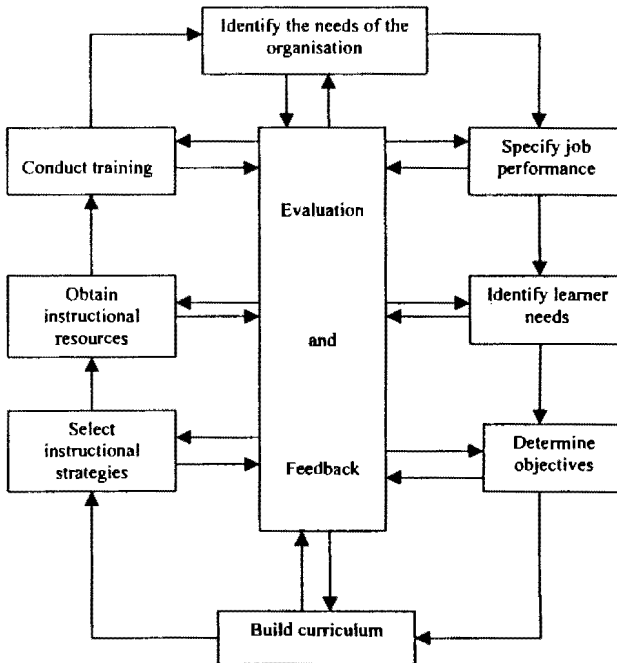 Identify the needs of the
organisation
Conduct training
Specify job
performance
Evaluation
Obtain
instructional
resources
and
Identify learner
needs
Select
instructional
strategies
Feedback
Determine
objectives
Build curriculum